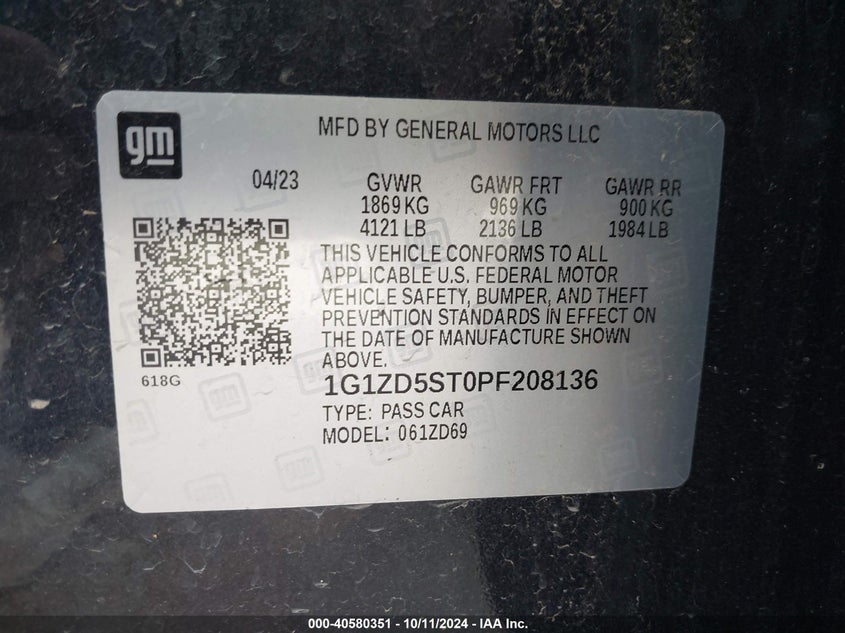 gm
MFD BY GENERAL MOTORS LLC
04/23 GVWR GAWR FRT GAWR RR
1869 KG 969 KG 900 KG
4121 LB 2136 LB 1984 LB
THIS VEHICLE CONFORMS TO ALL
APPLICABLE U.S. FEDERAL MOTOR
VEHICLE SAFETY, BUMPER, AND THEFT
PREVENTION STANDARDS IN EFFECT ON
THE DATE OF MANUFACTURE SHOWN
ABOVE.
618G
1G1ZD5ST0PF208136
TYPE: PASS CAR
MODEL: 061ZD69
000-40580351 - 10/11/2024 - IAA Inc.